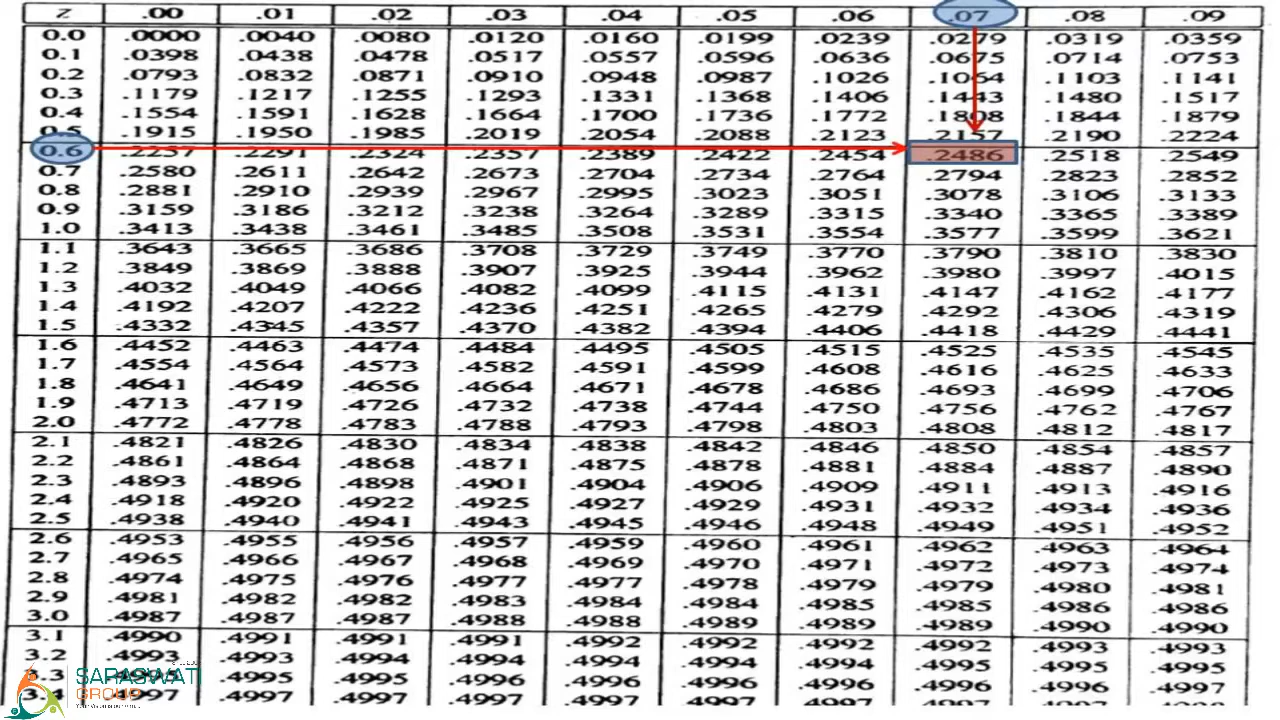 z .00 .01 .02 .03 .04 .05 .06 .07 .08 .09
0.0 .0000 .0040 .0080 .0120 .0160 .0199 .0239 .0279 .0319 .0359
0.1 .0398 .0438 .0478 .0517 .0557 .0596 .0636 .0675 .0714 .0753
0.2 .0793 .0832 .0871 .0910 .0948 .0987 .1026 .1064 .1103 .1141
0.3 .1179 .1217 .1255 .1293 .1331 .1368 .1406 .1443 .1480 .1517
0.4 .1554 .1591 .1628 .1664 .1700 .1736 .1772 .1808 .1844 .1879
0.5 .1915 .1950 .1985 .2019 .2054 .2088 .2123 .2157 .2190 .2224
0.6 .2257 .2291 .2324 .2357 .2389 .2422 .2454 .2486 .2518 .2549
0.7 .2580 .2611 .2642 .2673 .2704 .2734 .2764 .2794 .2823 .2852
0.8 .2881 .2910 .2939 .2967 .2995 .3023 .3051 .3078 .3106 .3133
0.9 .3159 .3186 .3212 .3238 .3264 .3289 .3315 .3340 .3365 .3389
1.0 .3413 .3438 .3461 .3485 .3508 .3531 .3554 .3577 .3599 .3621
1.1 .3643 .3665 .3686 .3708 .3729 .3749 .3770 .3790 .3810 .3830
1.2 .3849 .3869 .3888 .3907 .3925 .3944 .3962 .3980 .3997 .4015
1.3 .4032 .4049 .4066 .4082 .4099 .4115 .4131 .4147 .4162 .4177
1.4 .4192 .4207 .4222 .4236 .4251 .4265 .4279 .4292 .4306 .4319
1.5 .4332 .4345 .4357 .4370 .4382 .4394 .4406 .4418 .4429 .4441
1.6 .4452 .4463 .4474 .4484 .4495 .4505 .4515 .4525 .4535 .4545
1.7 .4554 .4564 .4573 .4582 .4591 .4599 .4608 .4616 .4625 .4633
1.8 .4641 .4649 .4656 .4664 .4671 .4678 .4686 .4693 .4699 .4706
1.9 .4713 .4719 .4726 .4732 .4738 .4744 .4750 .4756 .4762 .4767
2.0 .4772 .4778 .4783 .4788 .4793 .4798 .4803 .4808 .4812 .4817
2.1 .4821 .4826 .4830 .4834 .4838 .4842 .4846 .4850 .4854 .4857
2.2 .4861 .4864 .4868 .4871 .4875 .4878 .4881 .4884 .4887 .4890
2.3 .4893 .4896 .4898 .4901 .4904 .4906 .4909 .4911 .4913 .4916
2.4 .4918 .4920 .4922 .4925 .4927 .4929 .4931 .4932 .4934 .4936
2.5 .4938 .4940 .4941 .4943 .4945 .4946 .4948 .4949 .4951 .4952
2.6 .4953 .4955 .4956 .4957 .4959 .4960 .4961 .4962 .4963 .4964
2.7 .4965 .4966 .4967 .4968 .4969 .4970 .4971 .4972 .4973 .4974
2.8 .4974 .4975 .4976 .4977 .4977 .4978 .4979 .4979 .4980 .4981
2.9 .4981 .4982 .4982 .4983 .4984 .4984 .4985 .4985 .4986 .4986
3.0 .4987 .4987 .4987 .4988 .4988 .4989 .4989 .4989 .4990 .4990
3.1 .4990 .4991 .4991 .4991 .4992 .4992 .4992 .4992 .4993 .4993
3.2 .4993 .4993 .4994 .4994 .4994 .4994 .4994 .4995 .4995 .4995
.4995 .4995 .4996 .4996 .4996 .4996 .4996 .4996 .4997
3.4 .4997 .4997 .4997 .4997 .4997 .4997 .4997
SARASWATI
GROUP